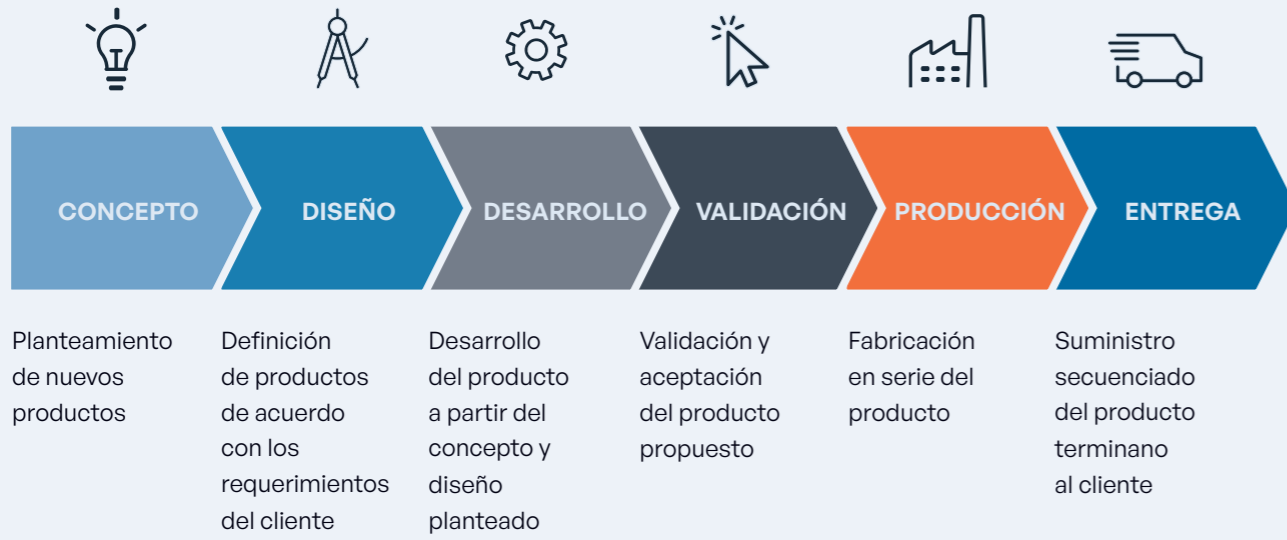 CONCEPTO
DISEÑO
DESARROLLO
VALIDACIÓN
PRODUCCIÓN
ENTREGA
Planteamiento
de nuevos
productos
Definición
de productos
de acuerdo
con los
requerimientos
del cliente
Desarrollo
del producto
a partir del
concepto y
diseño
planteado
Validación y
aceptación
del producto
propuesto
Fabricación
en serie del
producto
Suministro
secuenciado
del producto
terminano
al cliente